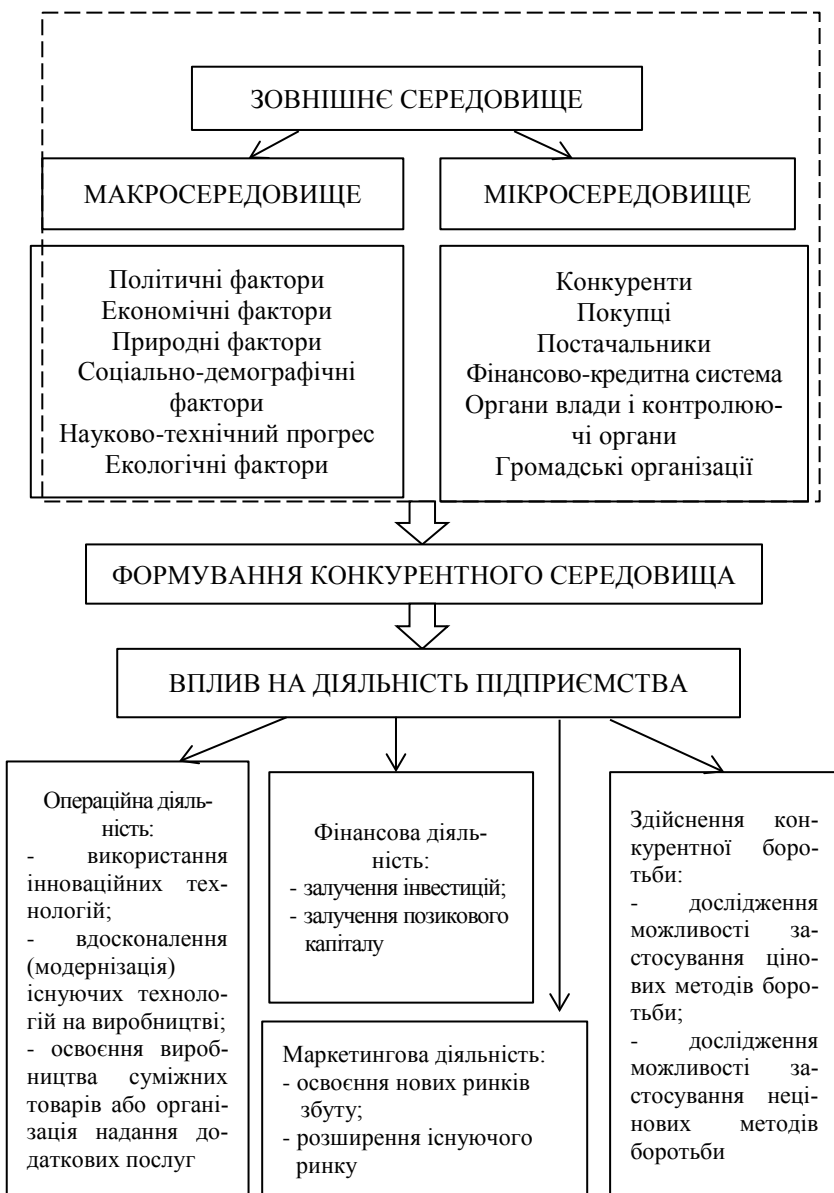 ЗОВНІШНЄ СЕРЕДОВИЩЕ
МАКРОСЕРЕДОВИЩЕ
МІКРОСЕРЕДОВИЩЕ
Політичні фактори
Економічні фактори
Природні фактори
Соціально-демографічні
фактори
Науково-технічний прогрес
Екологічні фактори
Конкуренти
Покупці
Постачальники
Фінансово-кредитна система
Органи влади і контролюю-
чі органи
Громадські організації
ФОРМУВАННЯ КОНКУРЕНТНОГО СЕРЕДОВИЩА
ВПЛИВ НА ДІЯЛЬНІСТЬ ПІДПРИЄМСТВА
Операційна діяль-
ність:
- використання
інноваційних тех-
нологій;
- вдосконалення
(модернізація)
існуючих техноло-
гій на виробництві;
- освоєння вироб-
ництва суміжних
товарів або органі-
зація надання до-
даткових послуг
Фінансова діяль-
ність:
- залучення інвестицій;
- залучення позикового
капіталу
Маркетингова діяльність:
- освоєння нових ринків
збуту;
- розширення існуючого
ринку
Здійснення кон-
курентної боро-
тьби:
- дослідження
можливості за-
стосування ціно-
вих методів боро-
тьби;
- дослідження
можливості за-
стосування неці-
нових методів
боротьби